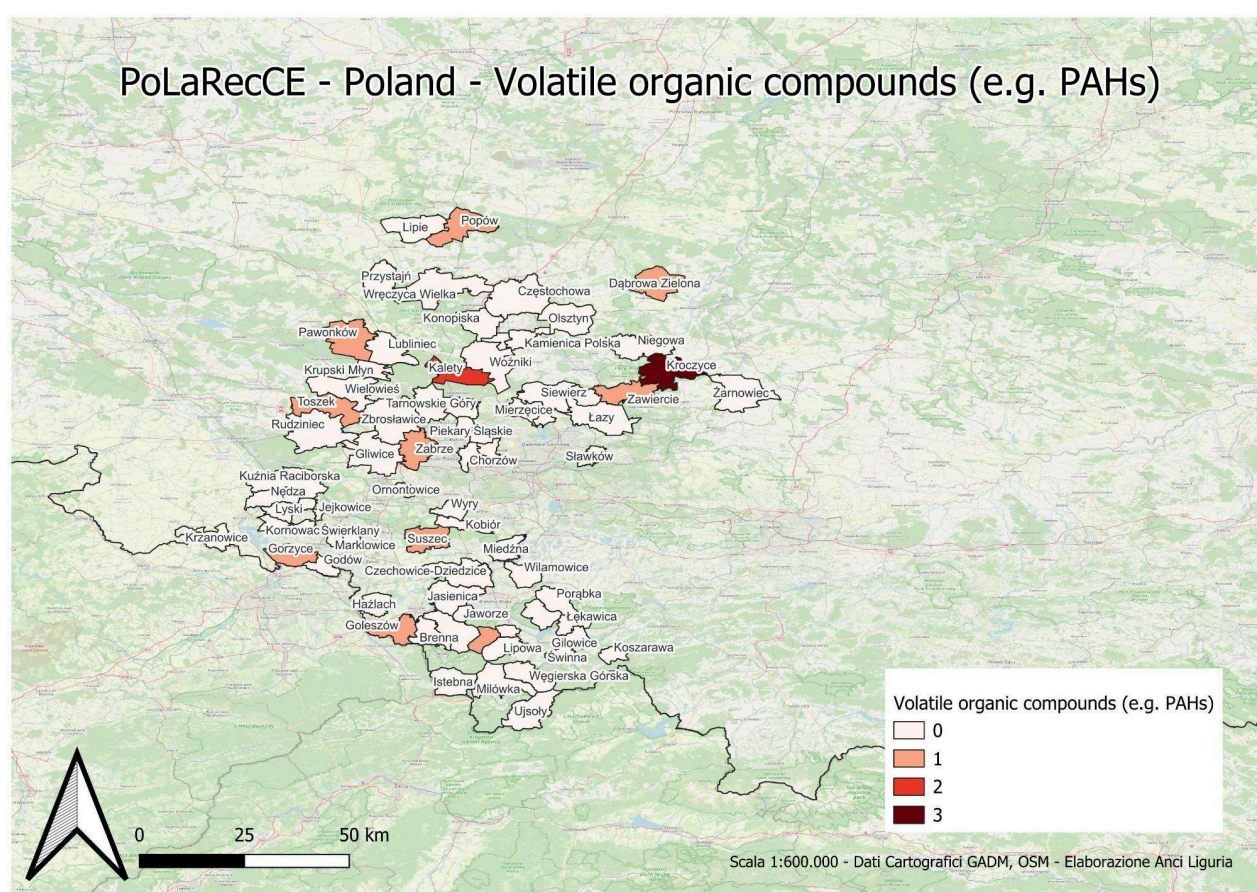 PoLaRecCE - Poland - Volatile organic compounds (e.g. PAHs)
Lipie
Popów
Przystajń
Wręczyca Wielka
Częstochowa
Dąbrowa Zielona
Konopiska
Olsztyn
Pawonków
Lubliniec
Kamienica Polska
Niegowa
Krupski Młyn
Kalety
Woźniki
Kroczyce
Wielowieś
Siewierz
Zawiercie
Żarnowiec
Toszek
Tarnowskie Góry
Mierzęcice
Łazy
Rudziniec
Zbrosławice
Piekary Śląskie
Gliwice
Zabrze
Chorzów
Sławków
Kuźnia Raciborska
Nędza
Ornontowice
Lyski
Jejkowice
Wyry
Krzanowice
Kornowac
Świerklany
Kobiór
Marklowice
Suszec
Gorzyce
Godów
Miedźna
Czechowice-Dziedzice
Wilamowice
Jasienica
Porąbka
Hażlach
Jaworze
Łękawica
Goleszów
Brenna
Lipowa
Gilowice
Świnna
Koszarawa
Istebna
Milówka
Węgierska Górska
Ujsoły
Volatile organic compounds (e.g. PAHs)
0
1
2
3
0 25 50 km
Scala 1:600.000 - Dati Cartografici GADM, OSM - Elaborazione Anci Liguria